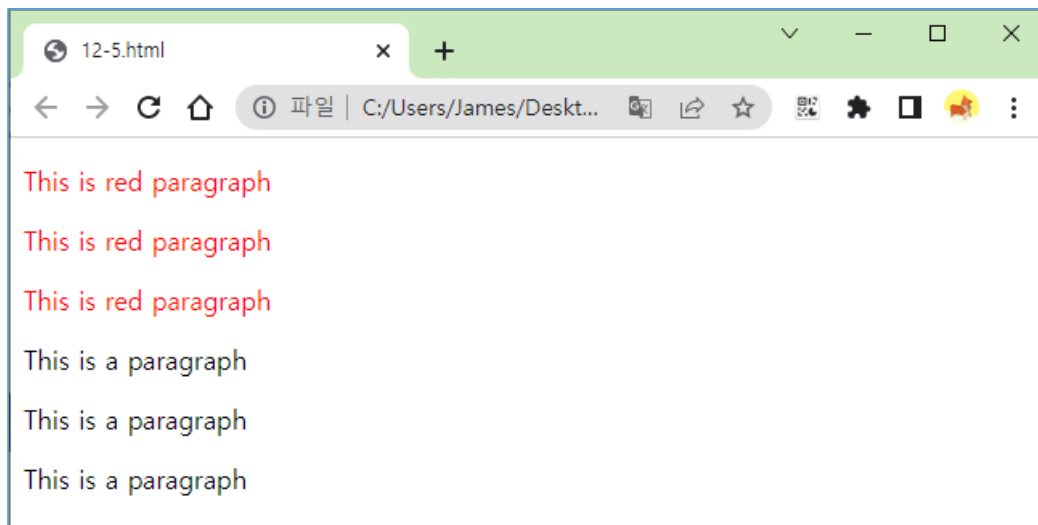 12-5.html
파일 C:/Users/James/Deskt...
This is red paragraph
This is red paragraph
This is red paragraph
This is a paragraph
This is a paragraph
This is a paragraph